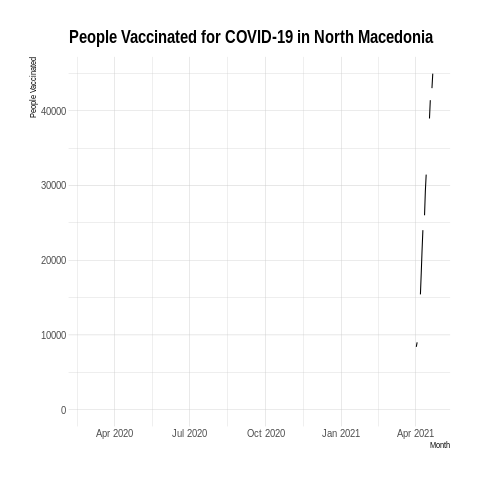 People Vaccinated for COVID-19 in North Macedonia
People Vaccinated
40000
30000
20000
10000
0
Apr 2020
Jul 2020
Oct 2020
Jan 2021
Apr 2021
Month